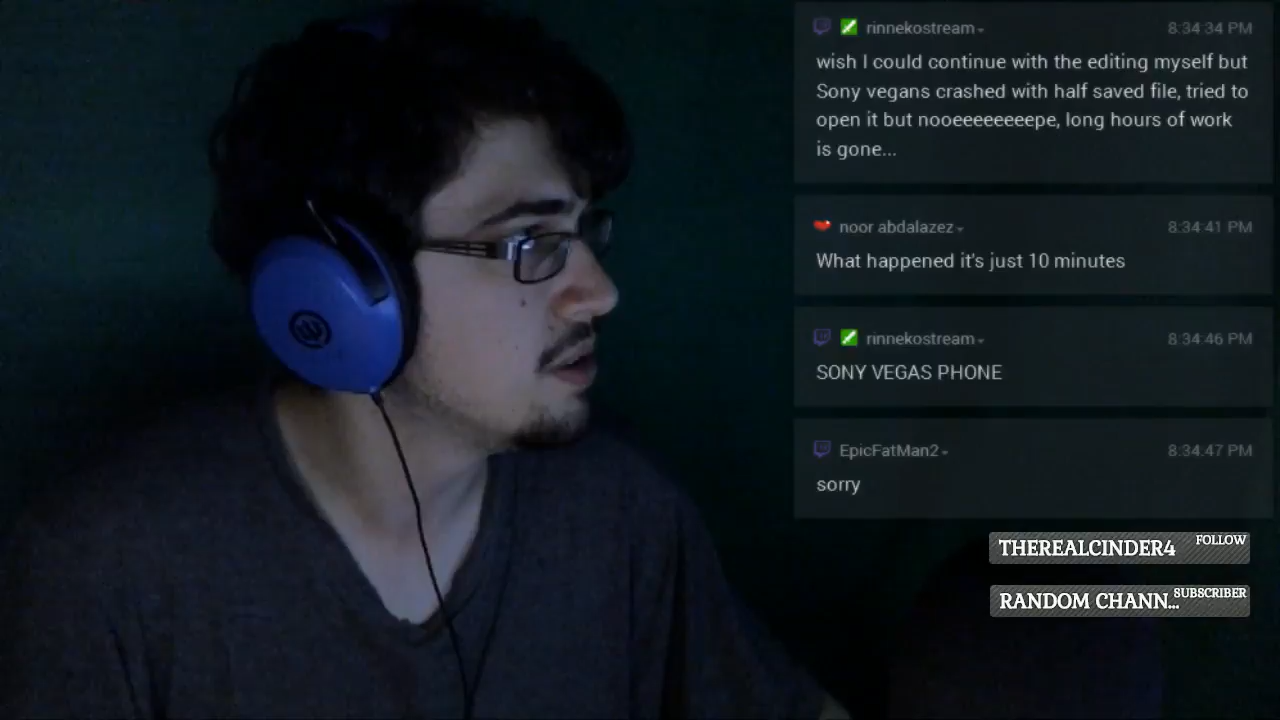 rinnekostream 8:34:34 PM
wish I could continue with the editing myself but
Sony vegans crashed with half saved file, tried to
open it but nooeeeeeeeepe, long hours of work
is gone...
noor abdalazez 8:34:41 PM
What happened it's just 10 minutes
rinnekostream 8:34:46 PM
SONY VEGAS PHONE
EpicFatMan2 8:34:47 PM
sorry
THEREALCINDER4 FOLLOW
RANDOM CHANN... SUBSCRIBER